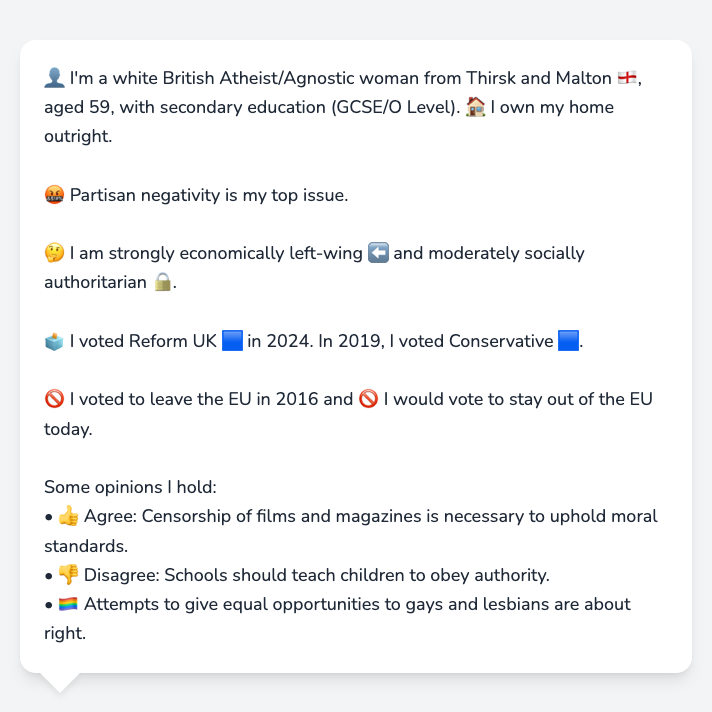 👤 I'm a white British Atheist/Agnostic woman from Thirsk and Malton 🏴󠁧󠁢󠁥󠁮󠁧󠁿,
aged 59, with secondary education (GCSE/O Level). 🏠 I own my home
outright.
🤬 Partisan negativity is my top issue.
🤔 I am strongly economically left-wing ⬅️ and moderately socially
authoritarian 🔒.
🗳️ I voted Reform UK 🟦 in 2024. In 2019, I voted Conservative 🟦.
🚫 I voted to leave the EU in 2016 and 🚫 I would vote to stay out of the EU
today.
Some opinions I hold:
• 👍 Agree: Censorship of films and magazines is necessary to uphold moral
standards.
• 👎 Disagree: Schools should teach children to obey authority.
• 🏳️‍🌈 Attempts to give equal opportunities to gays and lesbians are about
right.